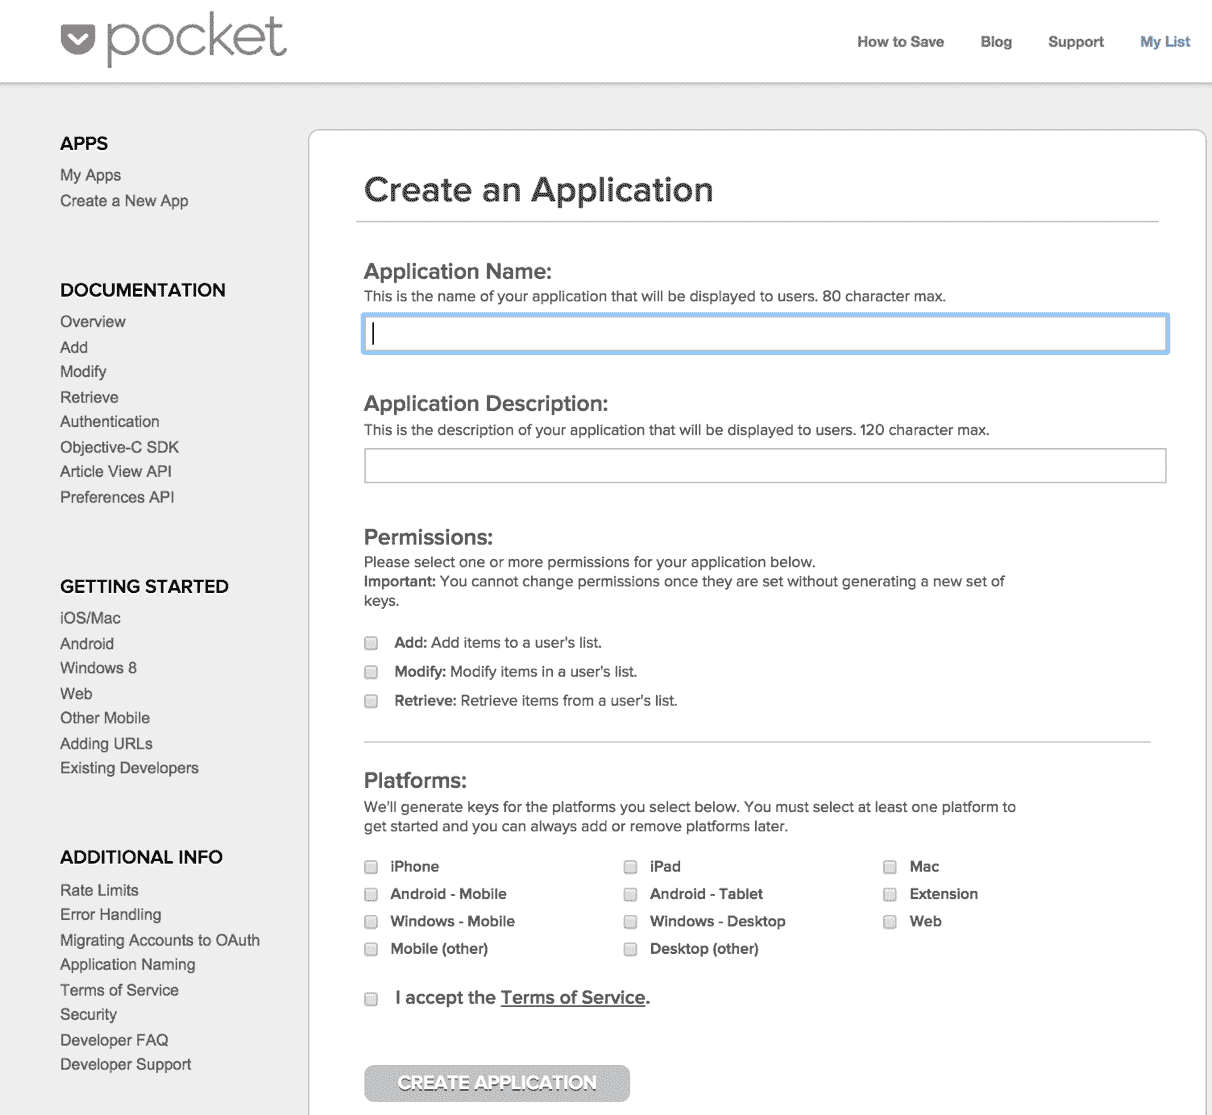 pocket
How to Save
Blog
Support
My List
APPS
My Apps
Create a New App
DOCUMENTATION
Overview
Add
Modify
Retrieve
Authentication
Objective-C SDK
Article View API
Preferences API
GETTING STARTED
iOS/Mac
Android
Windows 8
Web
Other Mobile
Adding URLs
Existing Developers
ADDITIONAL INFO
Rate Limits
Error Handling
Migrating Accounts to OAuth
Application Naming
Terms of Service
Security
Developer FAQ
Developer Support
Create an Application
Application Name:
This is the name of your application that will be displayed to users. 80 character max.
Application Description:
This is the description of your application that will be displayed to users. 120 character max.
Permissions:
Please select one or more permissions for your application below.
Important: You cannot change permissions once they are set without generating a new set of
keys.
Add: Add items to a user's list.
Modify: Modify items in a user's list.
Retrieve: Retrieve items from a user's list.
Platforms:
We'll generate keys for the platforms you select below. You must select at least one platform to
get started and you can always add or remove platforms later.
iPhone
iPad
Mac
Android - Mobile
Android - Tablet
Extension
Windows - Mobile
Windows - Desktop
Web
Mobile (other)
Desktop (other)
I accept the Terms of Service.
CREATE APPLICATION